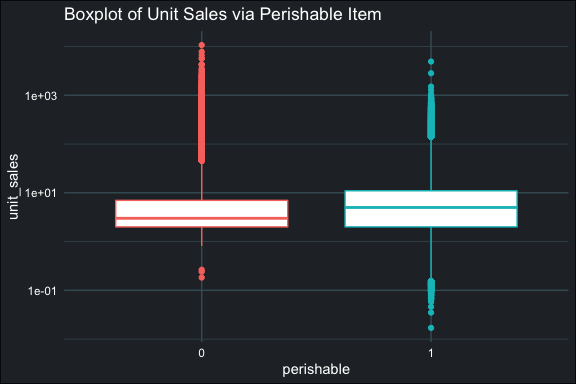 Boxplot of Unit Sales via Perishable Item
unit_sales
1e+03
1e+01
1e-01
0
1
perishable